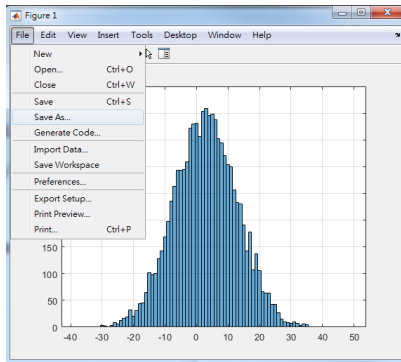 Figure 1
File Edit View Insert Tools Desktop Window Help
New
Open... Ctrl+O
Close Ctrl+W
Save Ctrl+S
Save As...
Generate Code...
Import Data...
Save Workspace
Preferences...
Export Setup...
Print Preview...
Print... Ctrl+P
150
100
50
0
-40 -30 -20 -10 0 10 20 30 40 50